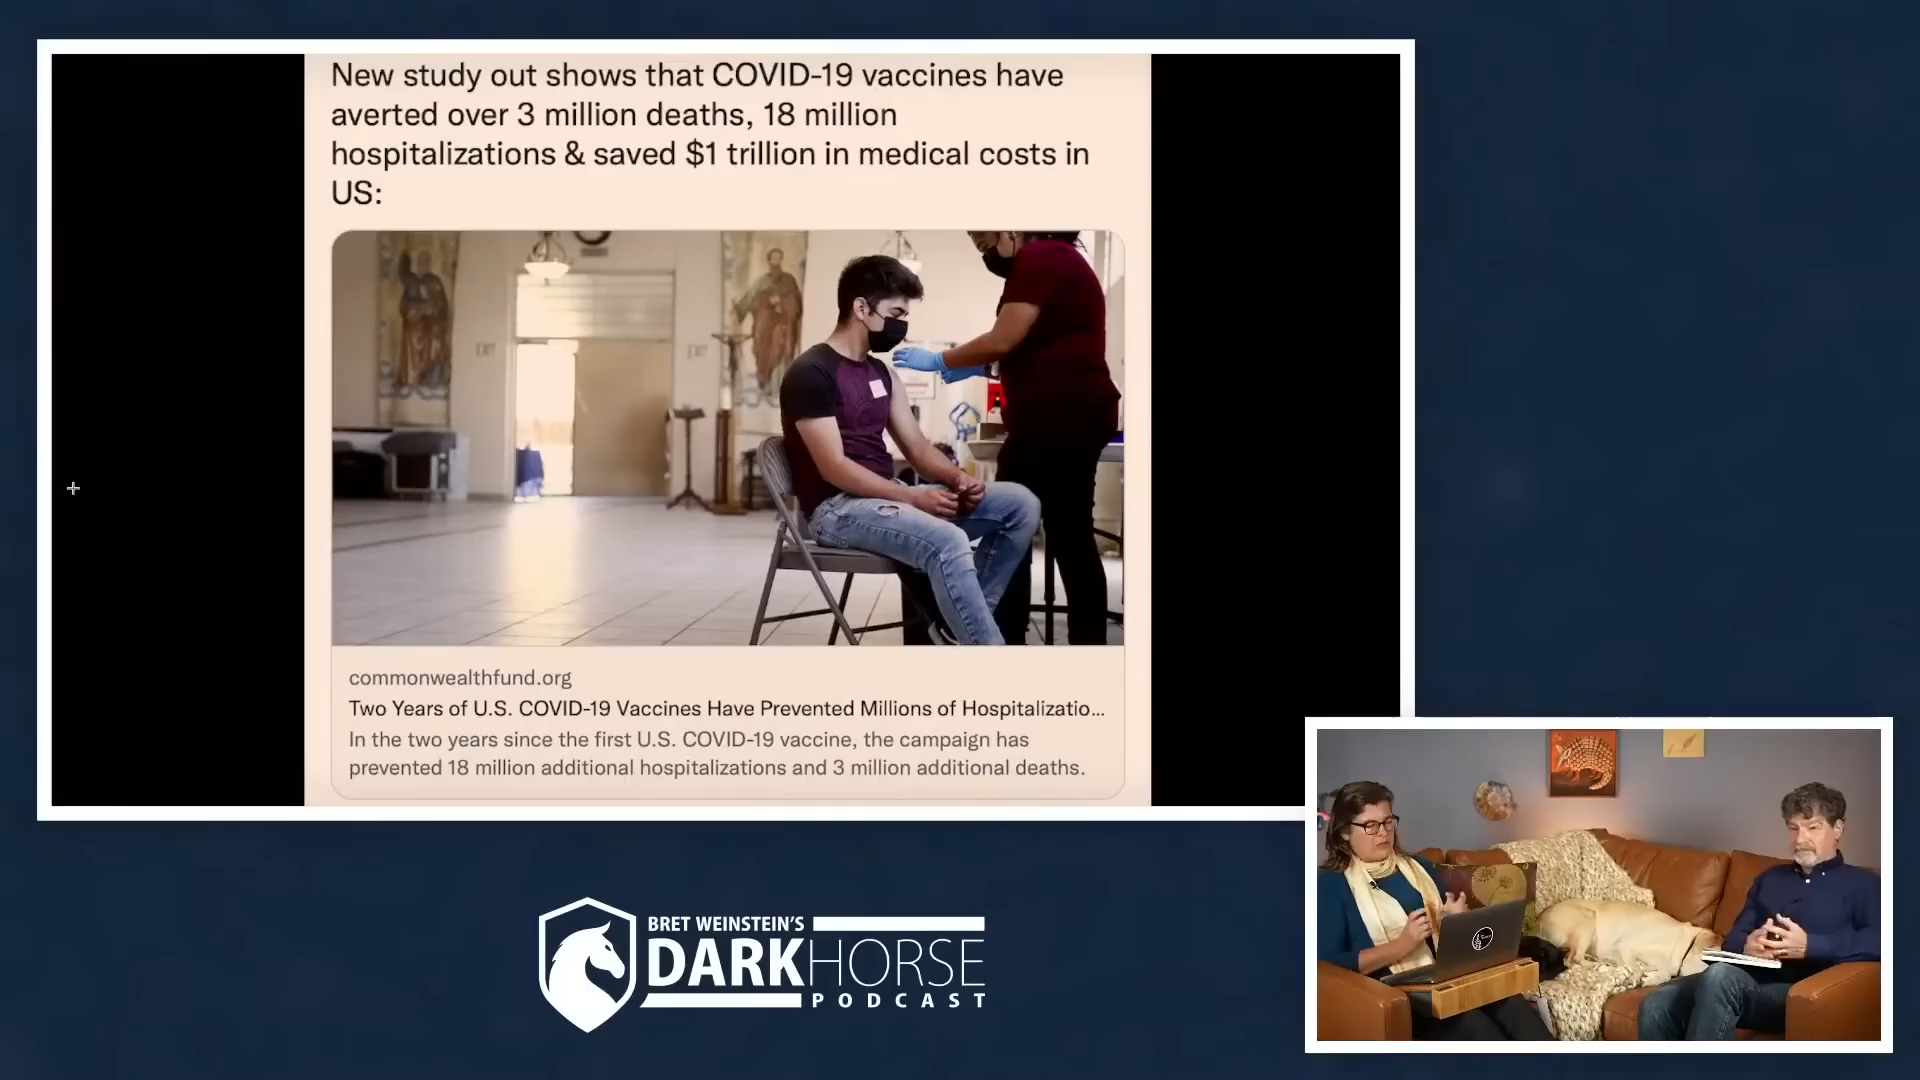 New study out shows that COVID-19 vaccines have
averted over 3 million deaths, 18 million
hospitalizations & saved $1 trillion in medical costs in
US:
EXIT
EXIT
commonwealthfund.org
Two Years of U.S. COVID-19 Vaccines Have Prevented Millions of Hospitalizatio...
In the two years since the first U.S. COVID-19 vaccine, the campaign has
prevented 18 million additional hospitalizations and 3 million additional deaths.
BRET WEINSTEIN'S
DARKHORSE
PODCAST